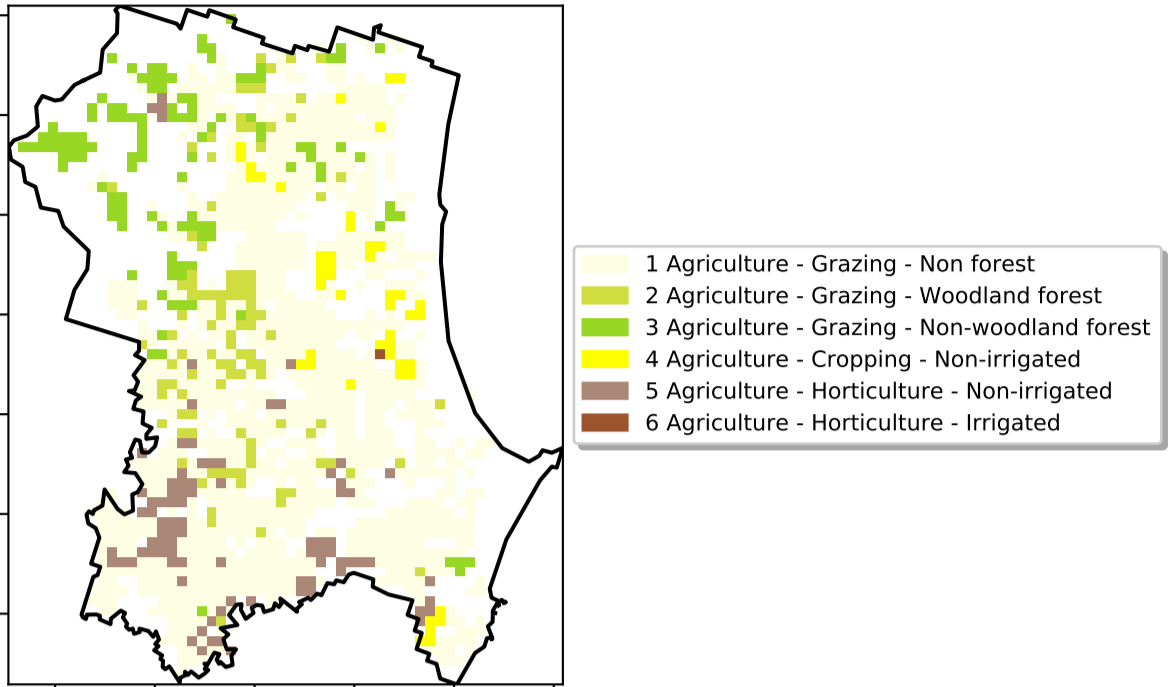 1 Agriculture - Grazing - Non forest
2 Agriculture - Grazing - Woodland forest
3 Agriculture - Grazing - Non-woodland forest
4 Agriculture - Cropping - Non-irrigated
5 Agriculture - Horticulture - Non-irrigated
6 Agriculture - Horticulture - Irrigated